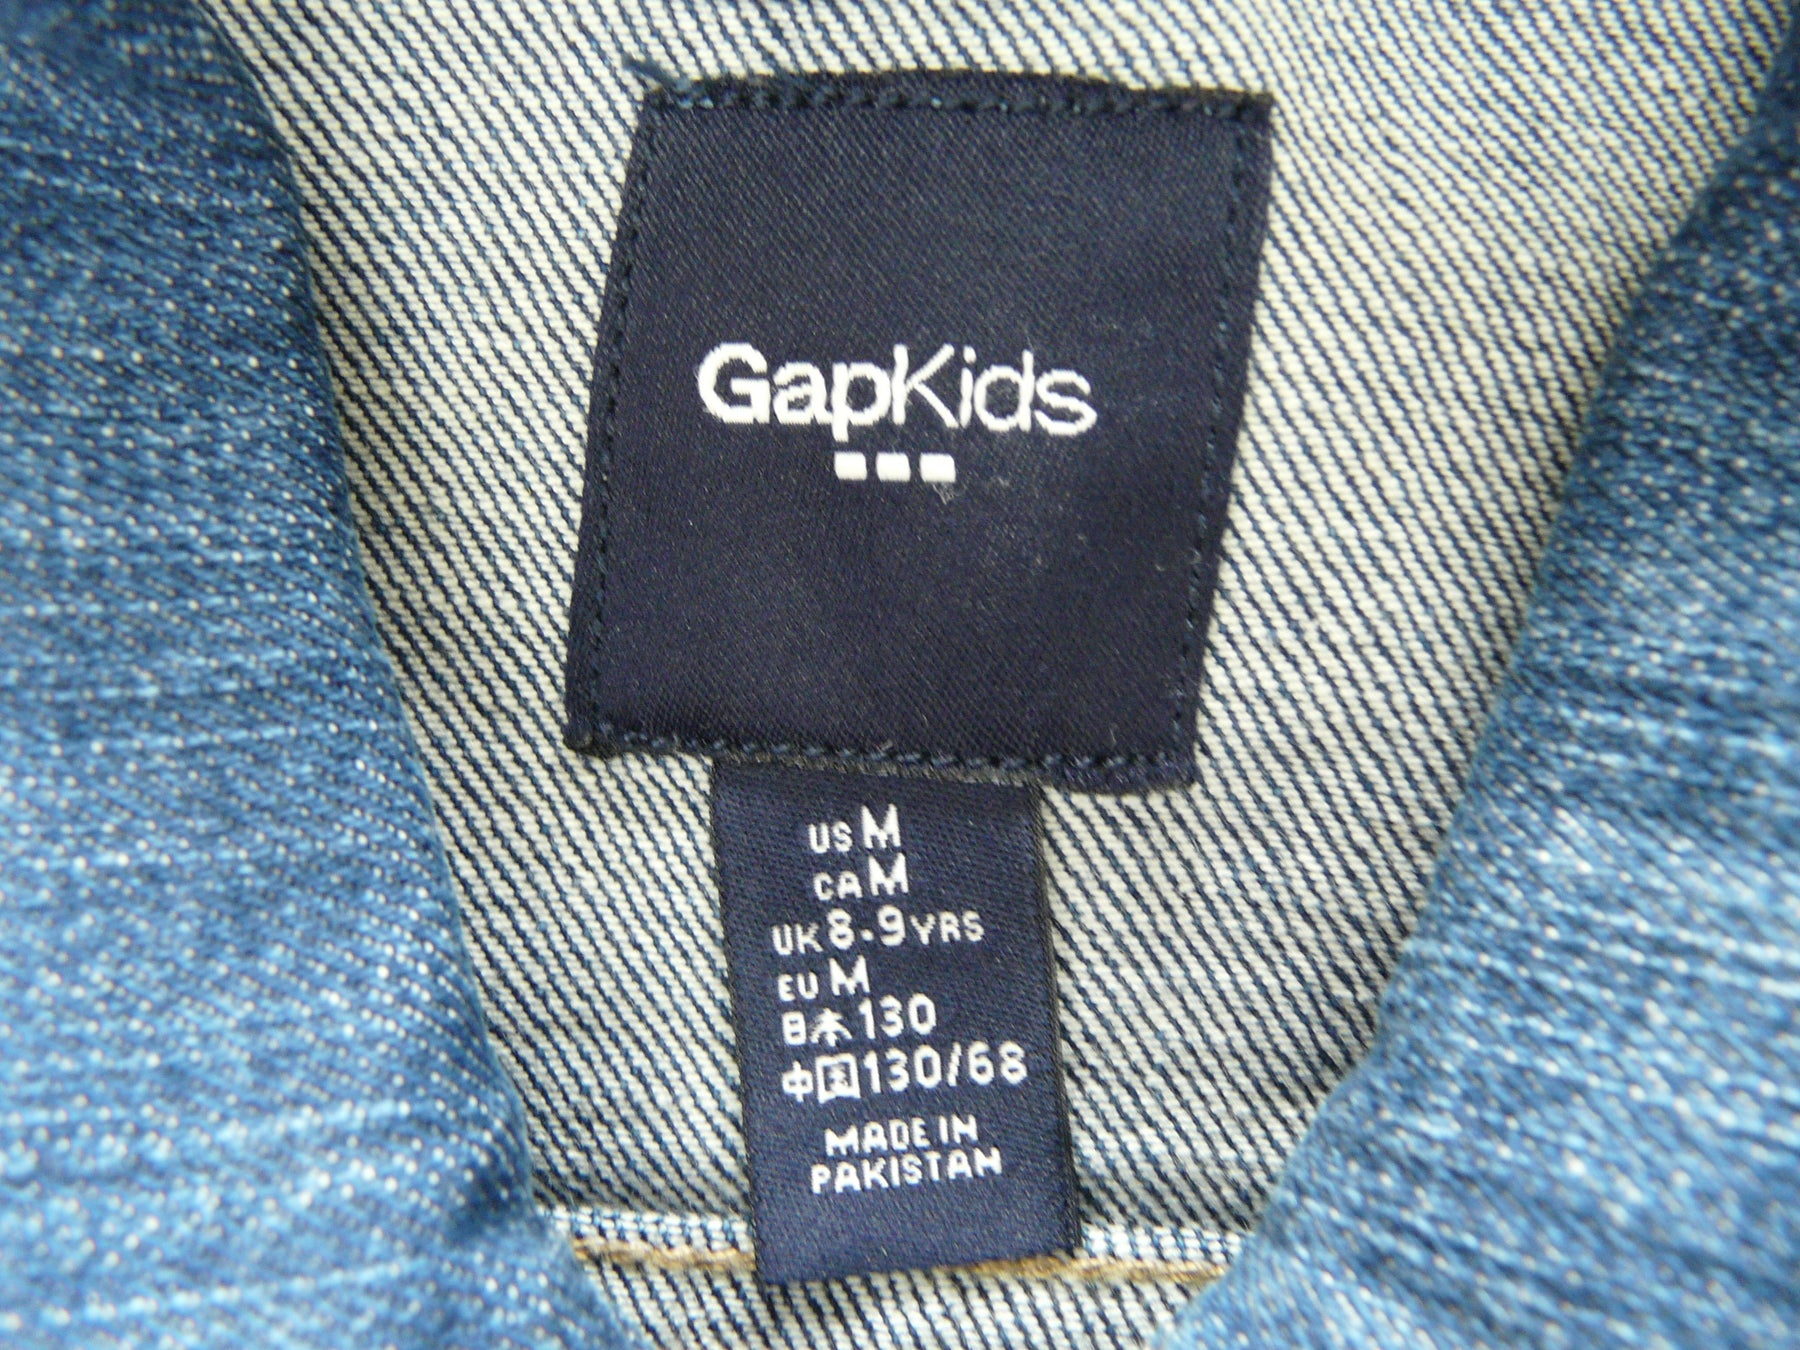 GapKids
US M
CA M
UK 8-9 YRS
EU M
日本 130
中国 130/68
MADE IN
PAKISTAN